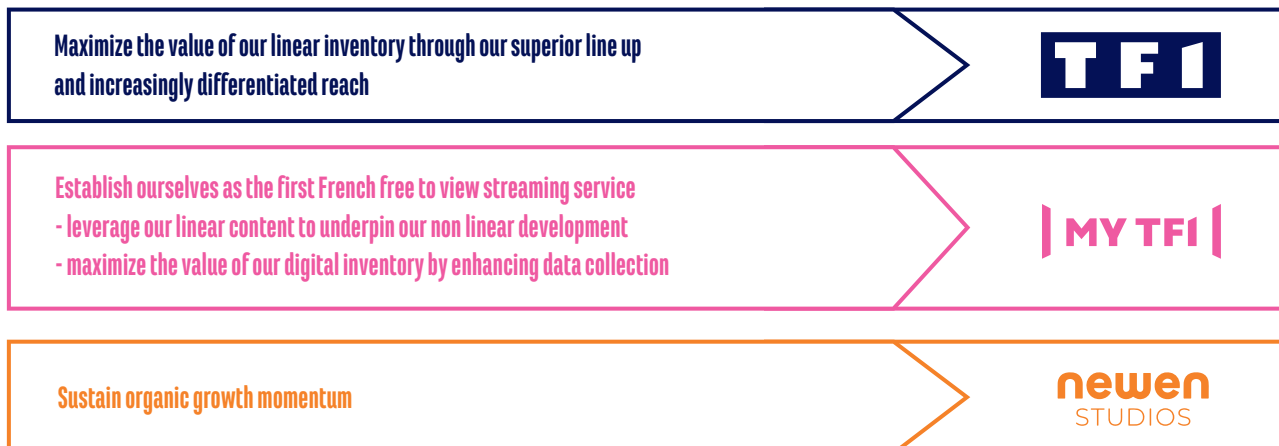 Maximize the value of our linear inventory through our superior line up
and increasingly differentiated reach
TF1
Establish ourselves as the first French free to view streaming service
- leverage our linear content to underpin our non linear development
- maximize the value of our digital inventory by enhancing data collection
MY TF1
Sustain organic growth momentum
newen
STUDIOS